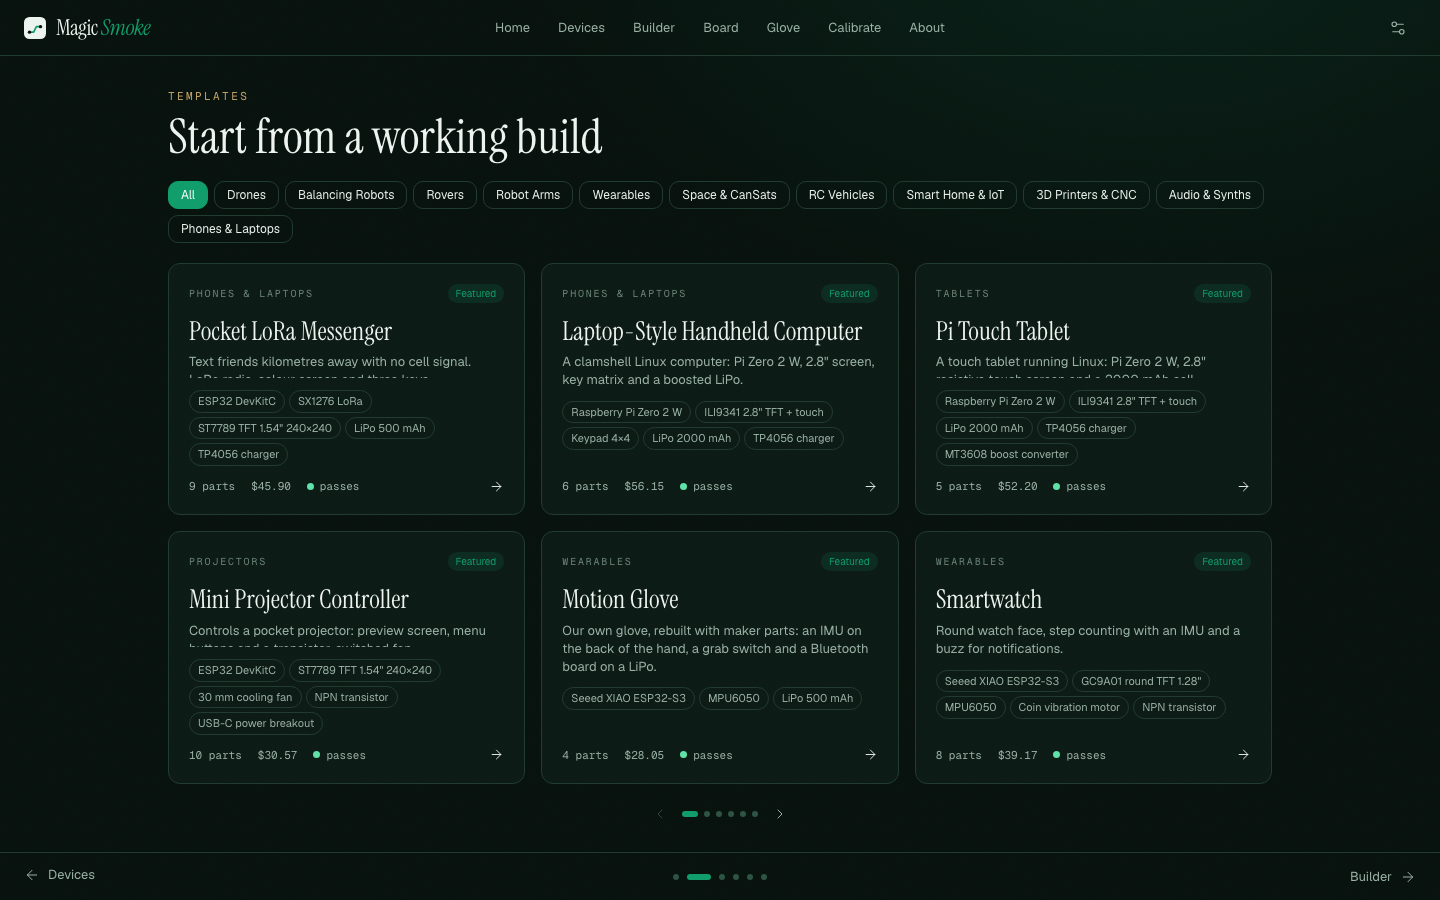 Magic Smoke
Home Devices Builder Board Glove Calibrate About
TEMPLATES
Start from a working build
All Drones Balancing Robots Rovers Robot Arms Wearables Space & CanSats RC Vehicles Smart Home & IoT 3D Printers & CNC Audio & Synths
Phones & Laptops
PHONES & LAPTOPS Featured
Pocket LoRa Messenger
Text friends kilometres away with no cell signal.
ESP32 DevKitC SX1276 LoRa
ST7789 TFT 1.54" 240×240 LiPo 500 mAh
TP4056 charger
9 parts $45.90 passes
PHONES & LAPTOPS Featured
Laptop-Style Handheld Computer
A clamshell Linux computer: Pi Zero 2 W, 2.8" screen,
key matrix and a boosted LiPo.
Raspberry Pi Zero 2 W ILI9341 2.8" TFT + touch
Keypad 4×4 LiPo 2000 mAh TP4056 charger
6 parts $56.15 passes
TABLETS Featured
Pi Touch Tablet
A touch tablet running Linux: Pi Zero 2 W, 2.8"
Raspberry Pi Zero 2 W ILI9341 2.8" TFT + touch
LiPo 2000 mAh TP4056 charger
MT3608 boost converter
5 parts $52.20 passes
PROJECTORS Featured
Mini Projector Controller
Controls a pocket projector: preview screen, menu
ESP32 DevKitC ST7789 TFT 1.54" 240×240
30 mm cooling fan NPN transistor
USB-C power breakout
10 parts $30.57 passes
WEARABLES Featured
Motion Glove
Our own glove, rebuilt with maker parts: an IMU on
the back of the hand, a grab switch and a Bluetooth
board on a LiPo.
Seeed XIAO ESP32-S3 MPU6050 LiPo 500 mAh
4 parts $28.05 passes
WEARABLES Featured
Smartwatch
Round watch face, step counting with an IMU and a
buzz for notifications.
Seeed XIAO ESP32-S3 GC9A01 round TFT 1.28"
MPU6050 Coin vibration motor NPN transistor
8 parts $39.17 passes
Devices
Builder